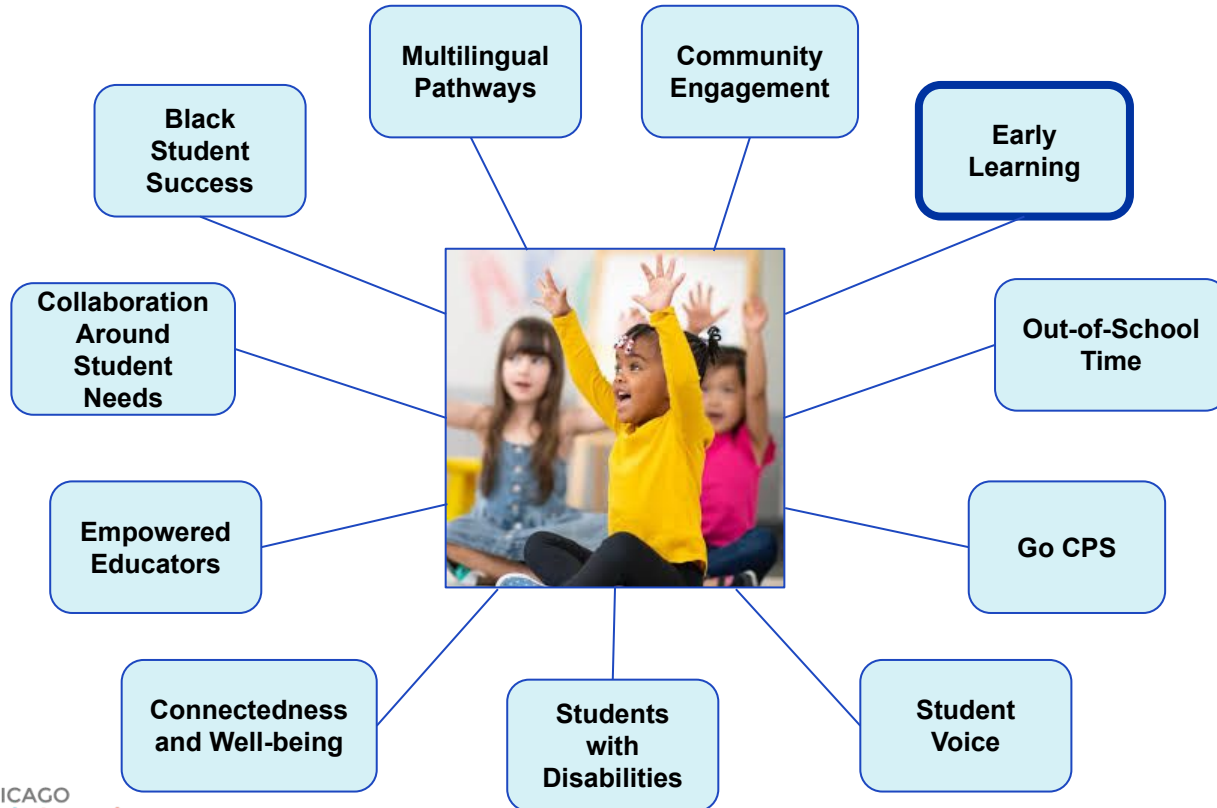 Multilingual
Pathways
Community
Engagement
Black
Student
Success
Early
Learning
Collaboration
Around
Student
Needs
Out-of-School
Time
Empowered
Educators
Go CPS
Connectedness
and Well-being
Students
with
Disabilities
Student
Voice
ICAGO